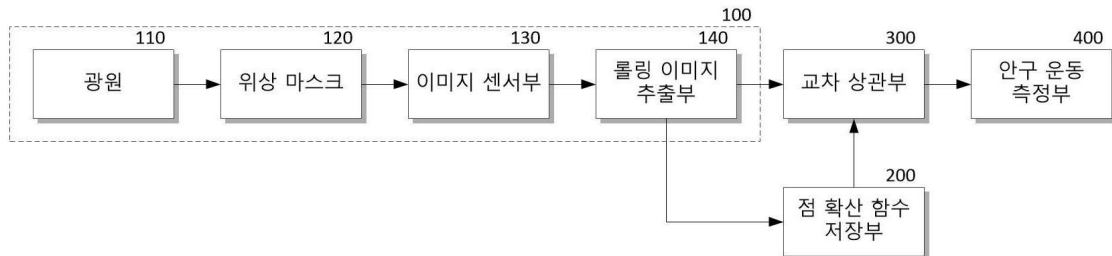 100
110
120
130
140
300
400
광원
위상 마스크
이미지 센서부
롤링 이미지
추출부
교차 상관부
안구 운동
측정부
200
점 확산 함수
저장부